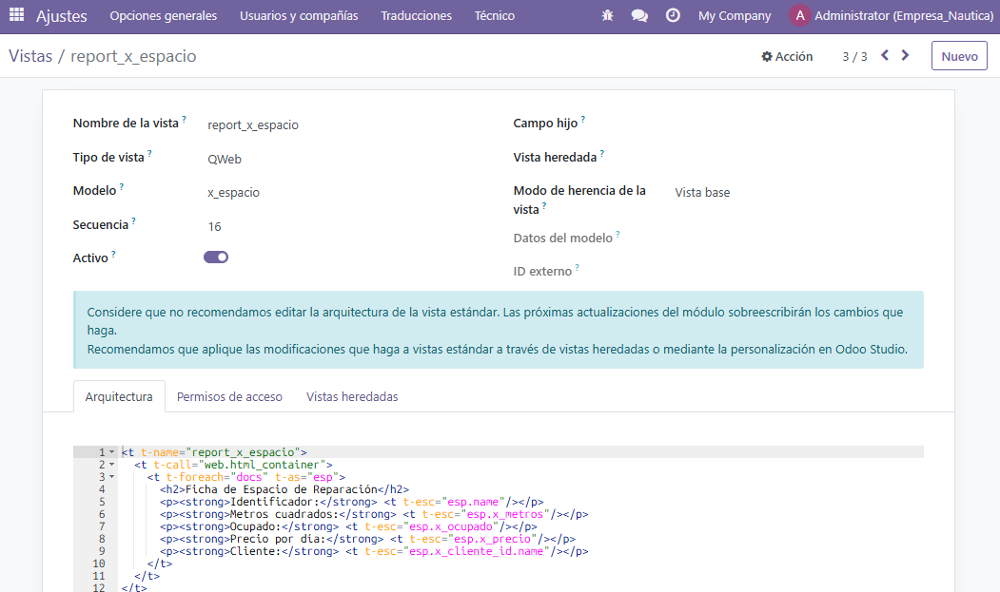 Ajustes Opciones generales Usuarios y compañías Traducciones Técnico My Company A Administrator (Empresa_Nautica)
Vistas / report_x_espacio Acción 3 / 3 Nuevo
Nombre de la vista ? report_x_espacio Campo hijo ?
Tipo de vista ? QWeb Vista heredada ?
Modelo ? x_espacio Modo de herencia de la Vista base
vista ?
Secuencia ? 16
Datos del modelo ?
Activo ?
ID externo ?
Considere que no recomendamos editar la arquitectura de la vista estándar. Las próximas actualizaciones del módulo sobreescribirán los cambios que
haga.
Recomendamos que aplique las modificaciones que haga a vistas estándar a través de vistas heredadas o mediante la personalización en Odoo Studio.
Arquitectura Permisos de acceso Vistas heredadas
1 <t t-name="report_x_espacio">
2 <t t-call="web.html_container">
3 <t t-foreach="docs" t-as="esp">
4 <h2>Ficha de Espacio de Reparación</h2>
5 <p><strong>Identificador:</strong> <t t-esc="esp.name"/></p>
6 <p><strong>Metros cuadrados:</strong> <t t-esc="esp.x_metros"/></p>
7 <p><strong>Ocupado:</strong> <t t-esc="esp.x_ocupado"/></p>
8 <p><strong>Precio por dia:</strong> <t t-esc="esp.x_precio"/></p>
9 <p><strong>Cliente:</strong> <t t-esc="esp.x_cliente_id.name"/></p>
10 </t>
11 </t>
12 </t>